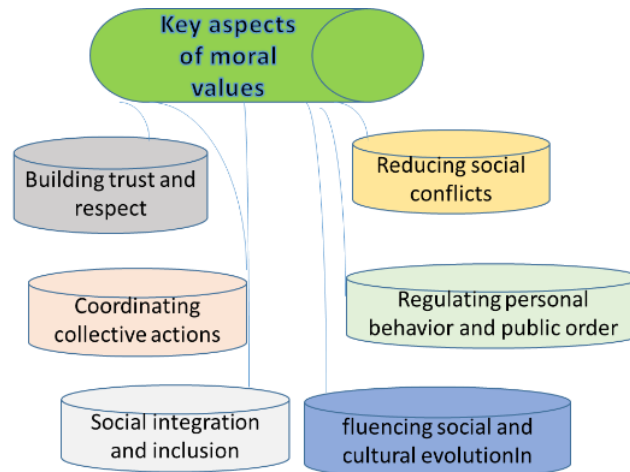 Key aspects
of moral
values
Building trust and
respect
Reducing social
conflicts
Coordinating
collective actions
Regulating personal
behavior and public order
Social integration
and inclusion
fluencing social and
cultural evolutionIn